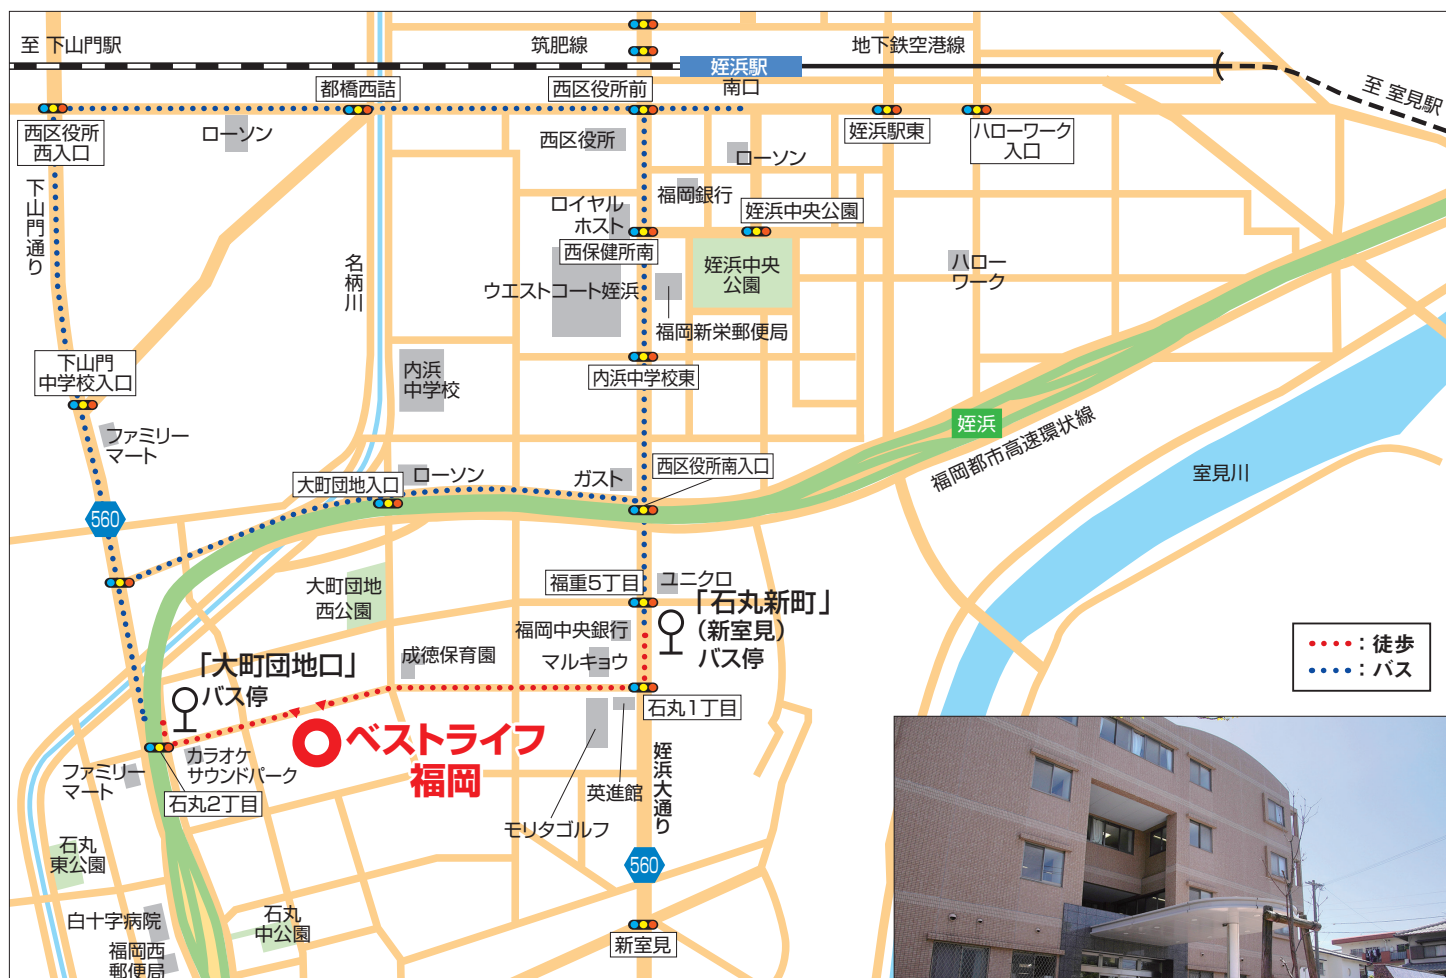 至 下山門駅
筑肥線
地下鉄空港線
姪浜駅
南口
至 室見駅
都橋西詰
西区役所前
西区役所
西入口
ローソン
西区役所
姪浜駅東
ハローワーク
入口
ローソン
下山門通り
福岡銀行
ロイヤル
ホスト
姪浜中央公園
西保健所南
名柄川
姪浜中央
公園
ハロー
ワーク
ウエストコート姪浜
福岡新栄郵便局
下山門
中学校入口
内浜
中学校
内浜中学校東
姪浜
福岡都市高速環状線
ファミリー
マート
室見川
大町団地入口
ローソン
ガスト
西区役所南入口
560
大町団地
西公園
福重5丁目
ユニクロ
「石丸新町」
(新室見)
バス停
福岡中央銀行
成徳保育園
マルキョウ
「大町団地口」
バス停
：徒歩
：バス
石丸1丁目
ベストライフ
福岡
カラオケ
サウンドパーク
ファミリー
マート
石丸2丁目
姪浜大通り
英進館
モリタゴルフ
石丸
東公園
560
白十字病院
石丸
中公園
福岡西
郵便局
新室見